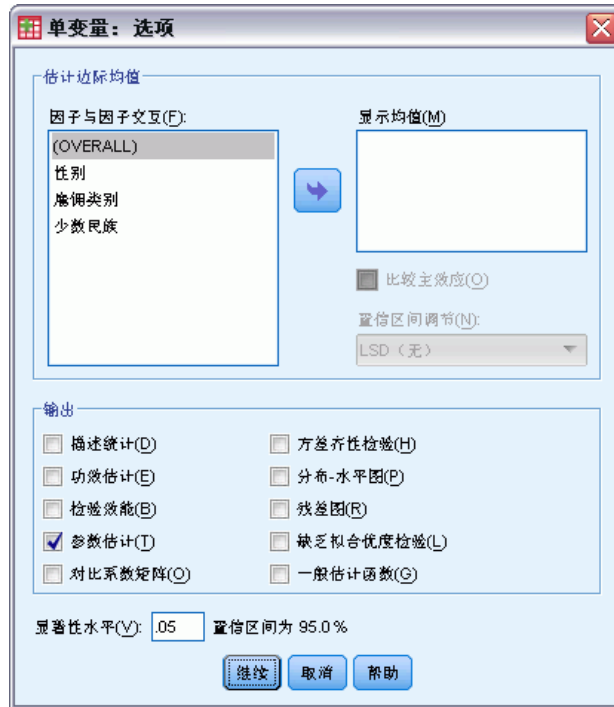 单变量：选项
估计边际均值
因子与因子交互(F):
(OVERALL)
性别
雇佣类别
少数民族
显示均值(M)
比较主效应(O)
置信区间调节(N):
LSD（无）
输出
描述统计(D)
功效估计(E)
检验效能(B)
参数估计(T)
对比系数矩阵(O)
方差齐性检验(H)
分布-水平图(P)
残差图(R)
缺乏拟合优度检验(L)
一般估计函数(G)
显著性水平(V): .05 置信区间为 95.0%
继续 取消 帮助